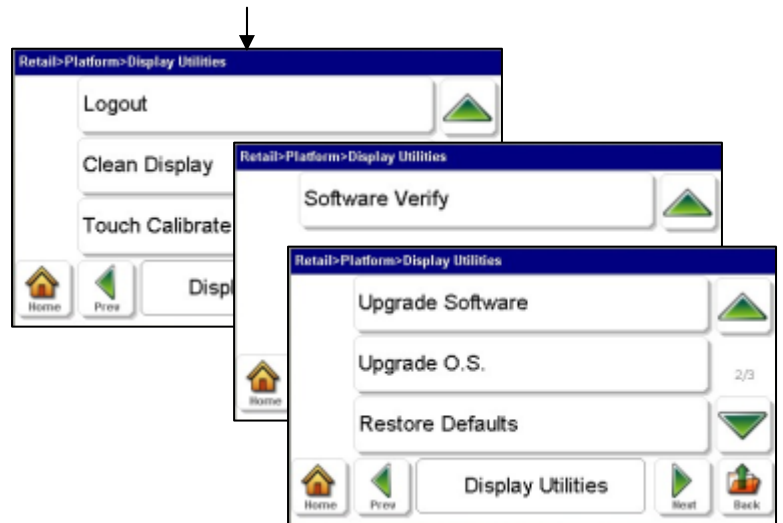 Retail>Platform>Display Utilities
Logout
Clean Display
Touch Calibrate
Home
Prev
Retail>Platform>Display Utilities
Software Verify
Home
Retail>Platform>Display Utilities
Upgrade Software
Upgrade O.S.
2/3
Restore Defaults
Home
Prev
Display Utilities
Next
Back